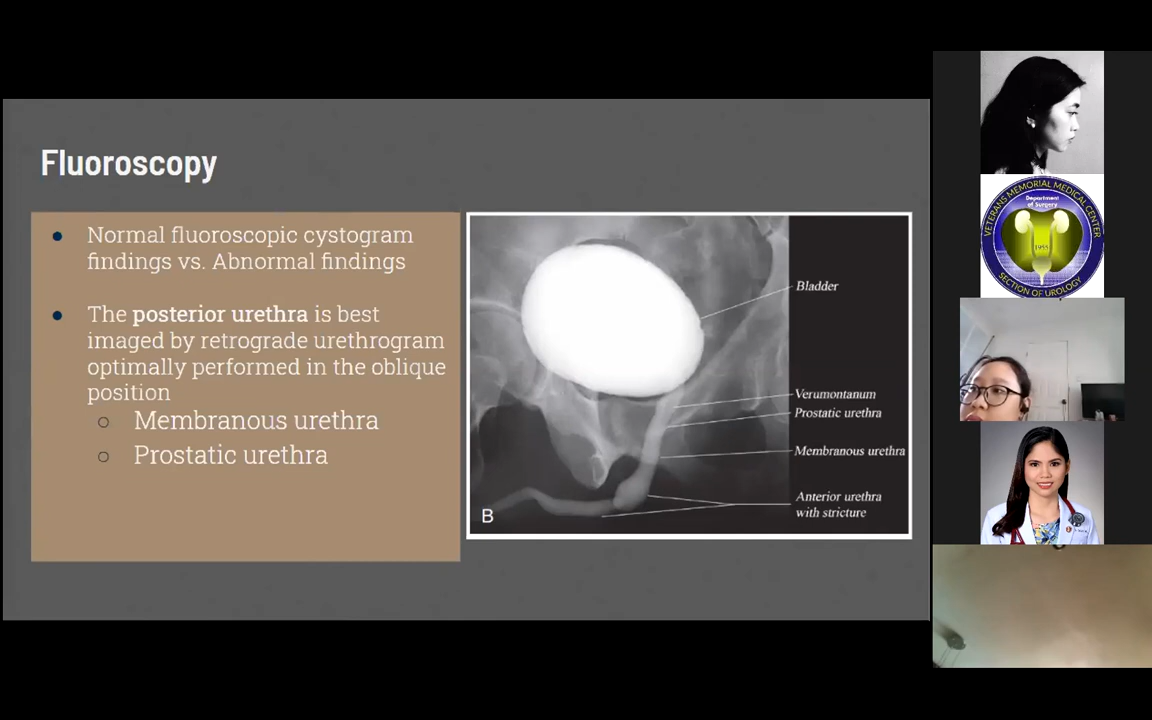 Fluoroscopy
● Normal fluoroscopic cystogram
findings vs. Abnormal findings
● The posterior urethra is best
imaged by retrograde urethrogram
optimally performed in the oblique
position
○ Membranous urethra
○ Prostatic urethra
Bladder
Verumontanum
Prostatic urethra
Membranous urethra
Anterior urethra
with stricture
B
VETERANS MEMORIAL MEDICAL CENTER
Department
of Surgery
1955
SECTION OF UROLOGY